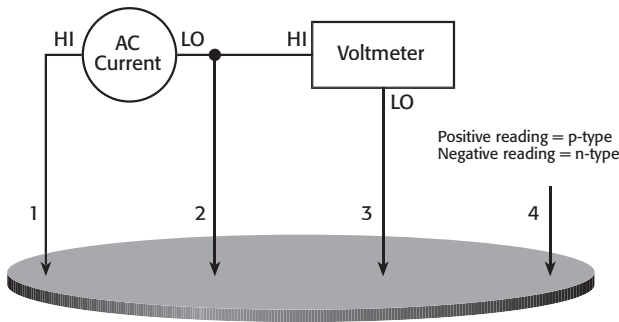 HI
AC
Current
LO
HI
Voltmeter
LO
Positive reading = p-type
Negative reading = n-type
1
2
3
4